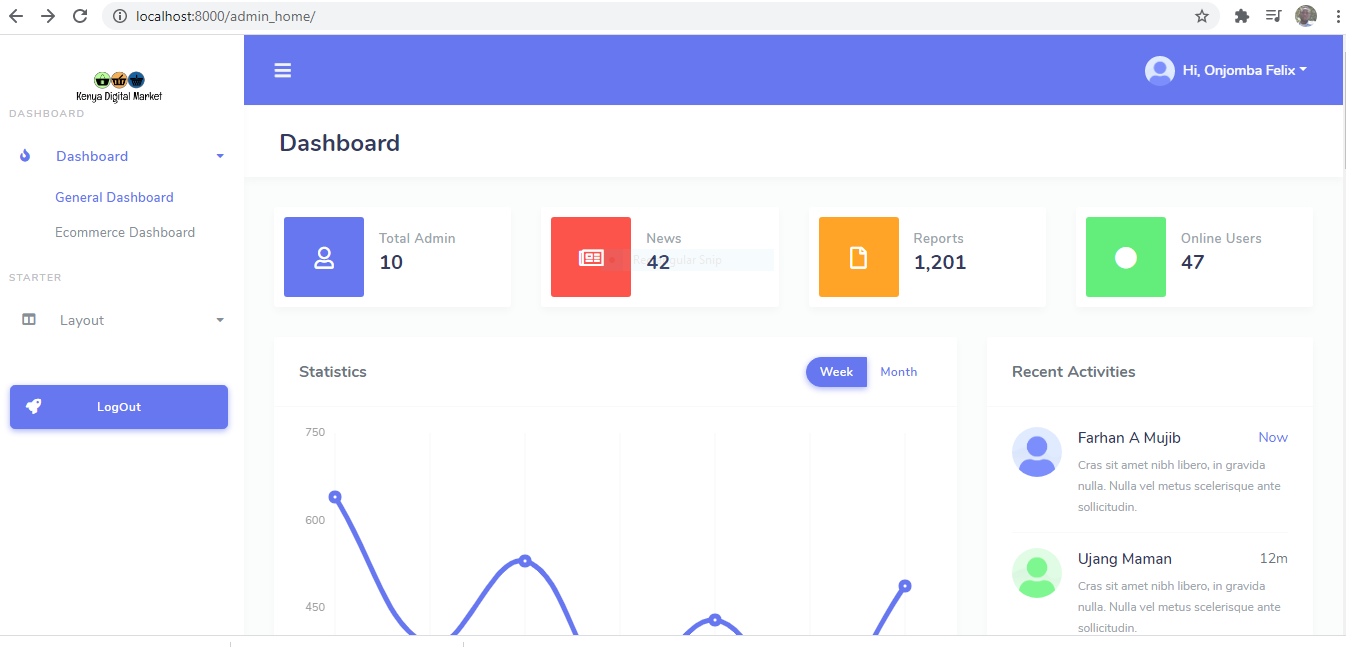 localhost:8000/admin_home/
Kenya Digital Market
DASHBOARD
Dashboard
General Dashboard
Ecommerce Dashboard
STARTER
Layout
LogOut
Hi, Onjomba Felix
Dashboard
Total Admin
10
News
42
Rectangular Snip
Reports
1,201
Online Users
47
Statistics
Week
Month
750
600
450
Recent Activities
Farhan A Mujib
Now
Cras sit amet nibh libero, in gravida
nulla. Nulla vel metus scelerisque ante
sollicitudin.
Ujang Maman
12m
Cras sit amet nibh libero, in gravida
nulla. Nulla vel metus scelerisque ante
sollicitudin.